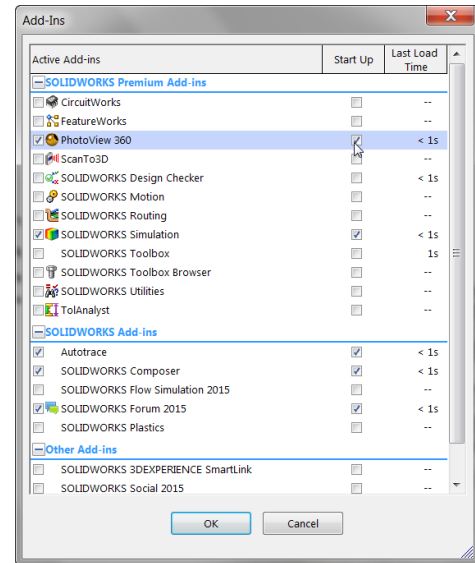 Add-Ins
Active Add-ins Start Up Last Load Time
SOLIDWORKS Premium Add-ins
CircuitWorks --
FeatureWorks --
PhotoView 360 < 1s
ScanTo3D --
SOLIDWORKS Design Checker < 1s
SOLIDWORKS Motion --
SOLIDWORKS Routing --
SOLIDWORKS Simulation < 1s
SOLIDWORKS Toolbox 1s
SOLIDWORKS Toolbox Browser --
SOLIDWORKS Utilities --
TolAnalyst --
SOLIDWORKS Add-ins
Autotrace < 1s
SOLIDWORKS Composer < 1s
SOLIDWORKS Flow Simulation 2015 --
SOLIDWORKS Forum 2015 < 1s
SOLIDWORKS Plastics --
Other Add-ins
SOLIDWORKS 3DEXPERIENCE SmartLink --
SOLIDWORKS Social 2015 --
OK Cancel